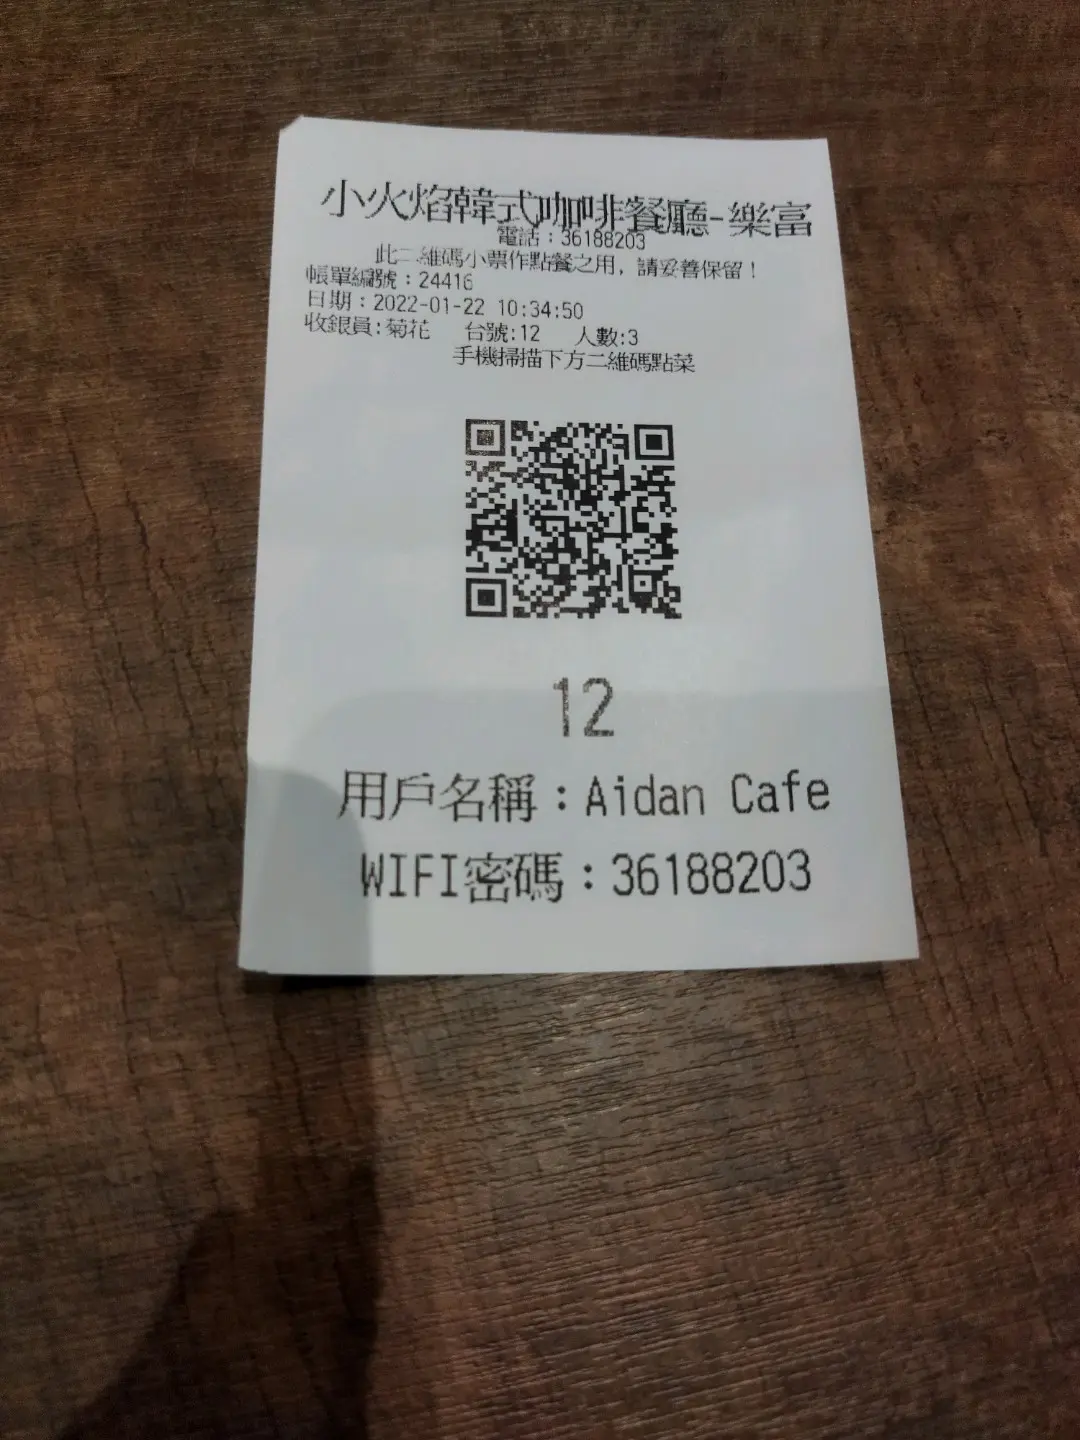 小火焰韓式咖啡餐廳-樂富
電話：36188203
此二維碼小票作點餐之用，請妥善保留！
帳單編號：24416
日期：2022-01-22 10:34:50
收銀員:菊花 台號:12 人數:3
手機掃描下方二維碼點菜
12
用戶名稱：Aidan Cafe
WIFI密碼：36188203